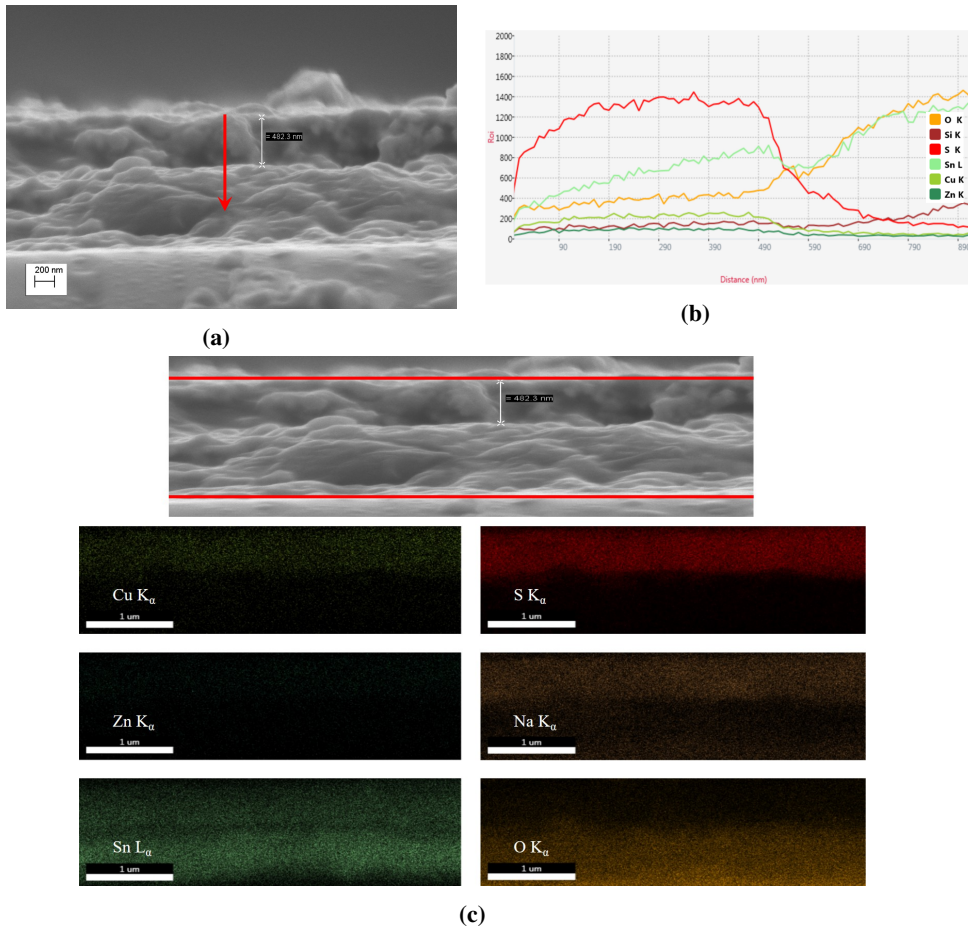 = 482.3 nm
200 nm
(a)
2000
1800
1600
1400
1200
1000
800
600
400
200
0
90 190 290 390 490 590 690 790 890
Distance (nm)
O K
Si K
S K
Sn L
Cu K
Zn K
(b)
= 482.3 nm
Cu Kα
1 um
S Kα
1 um
Zn Kα
1 um
Na Kα
1 um
Sn Lα
1 um
O Kα
1 um
(c)